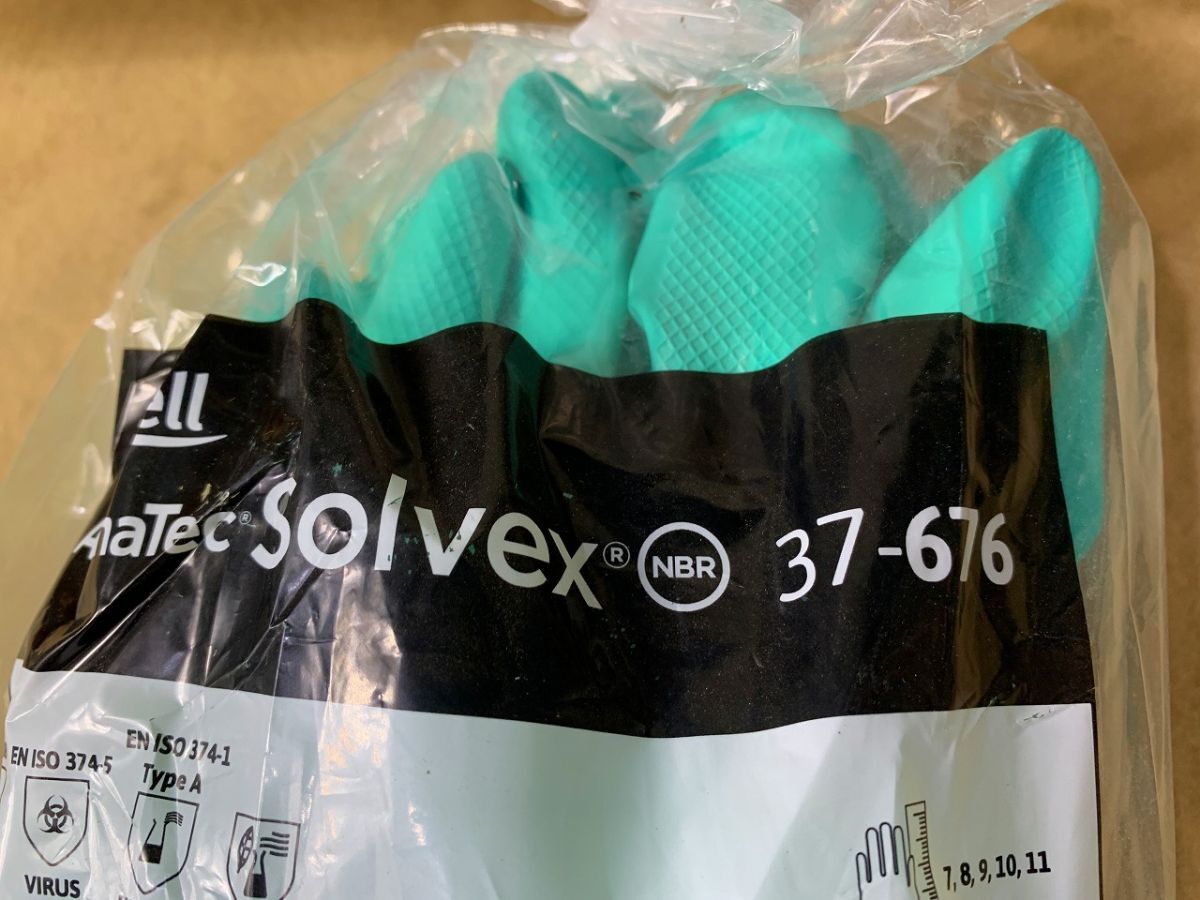 ell
haTec® Solvex® NBR 37-676
EN ISO 374-5
EN ISO 374-1
Type A
VIRUS
7, 8, 9, 10, 11